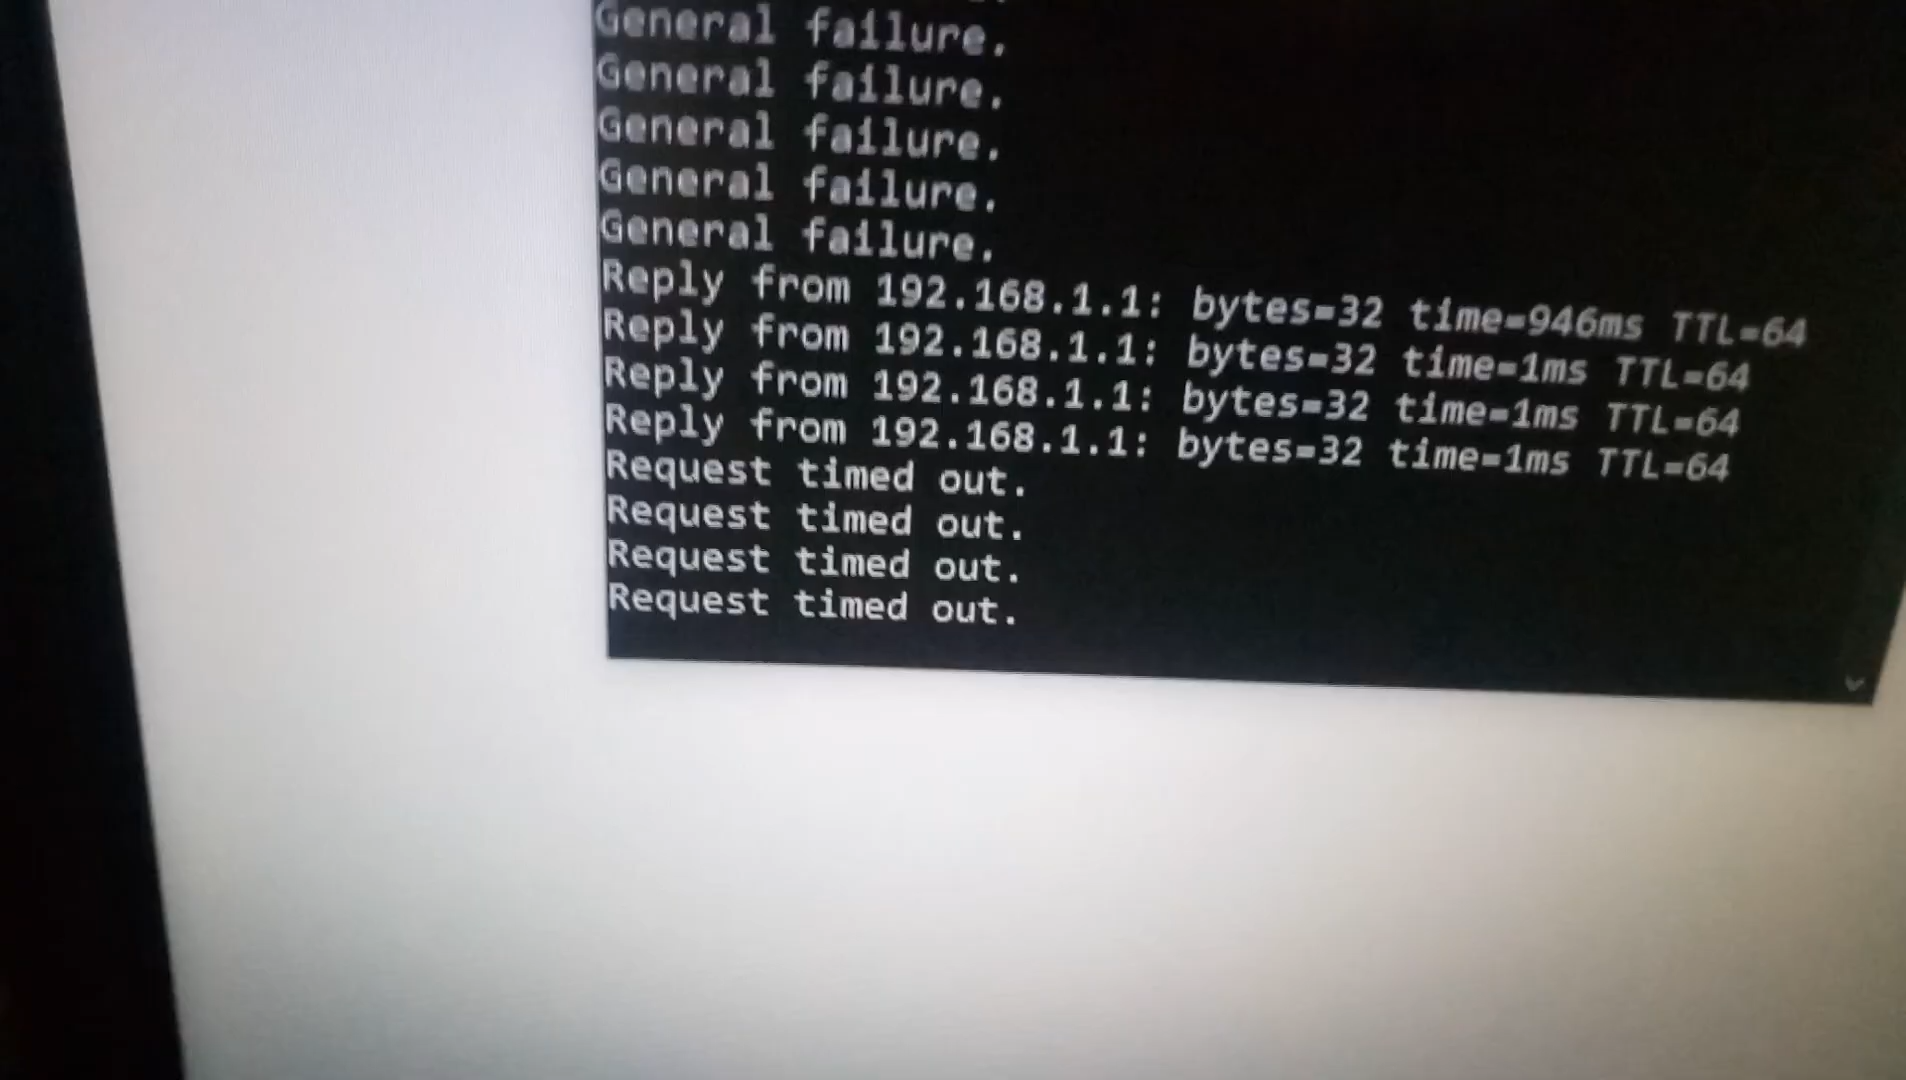 General failure.
General failure.
General failure.
General failure.
General failure.
Reply from 192.168.1.1: bytes=32 time=946ms TTL=64
Reply from 192.168.1.1: bytes=32 time=1ms TTL=64
Reply from 192.168.1.1: bytes=32 time=1ms TTL=64
Reply from 192.168.1.1: bytes=32 time=1ms TTL=64
Request timed out.
Request timed out.
Request timed out.
Request timed out.